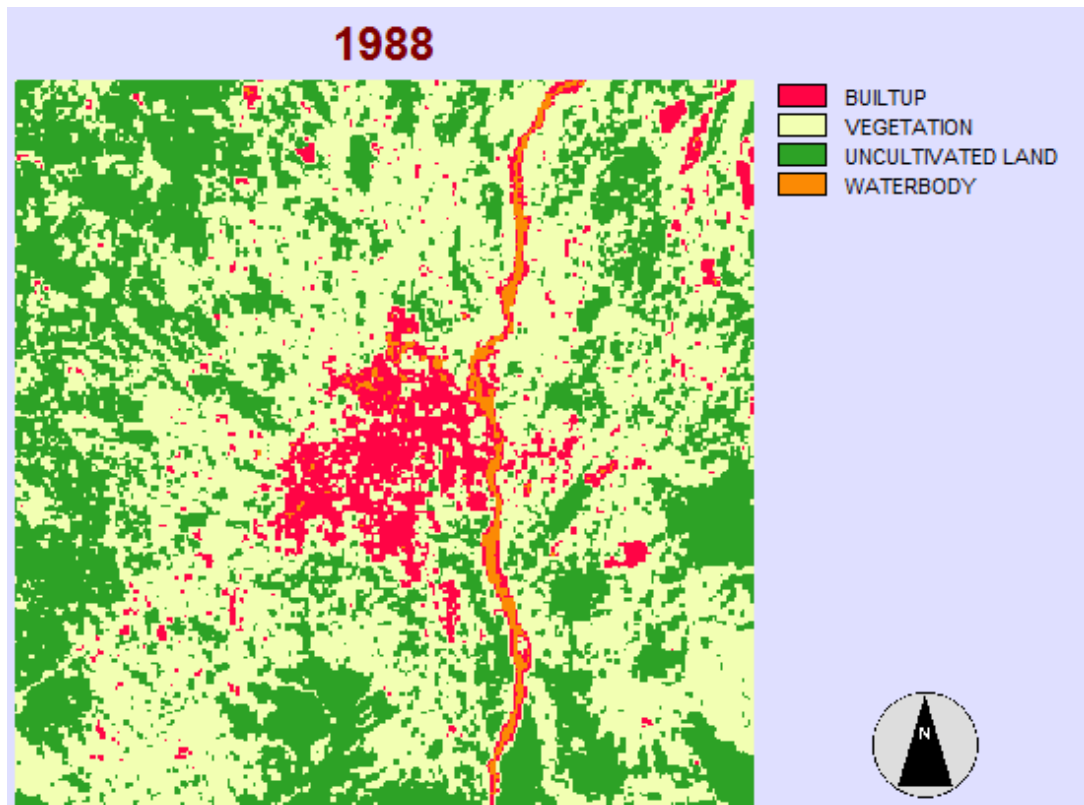 1988
BUILTUP
VEGETATION
UNCULTIVATED LAND
WATERBODY
N